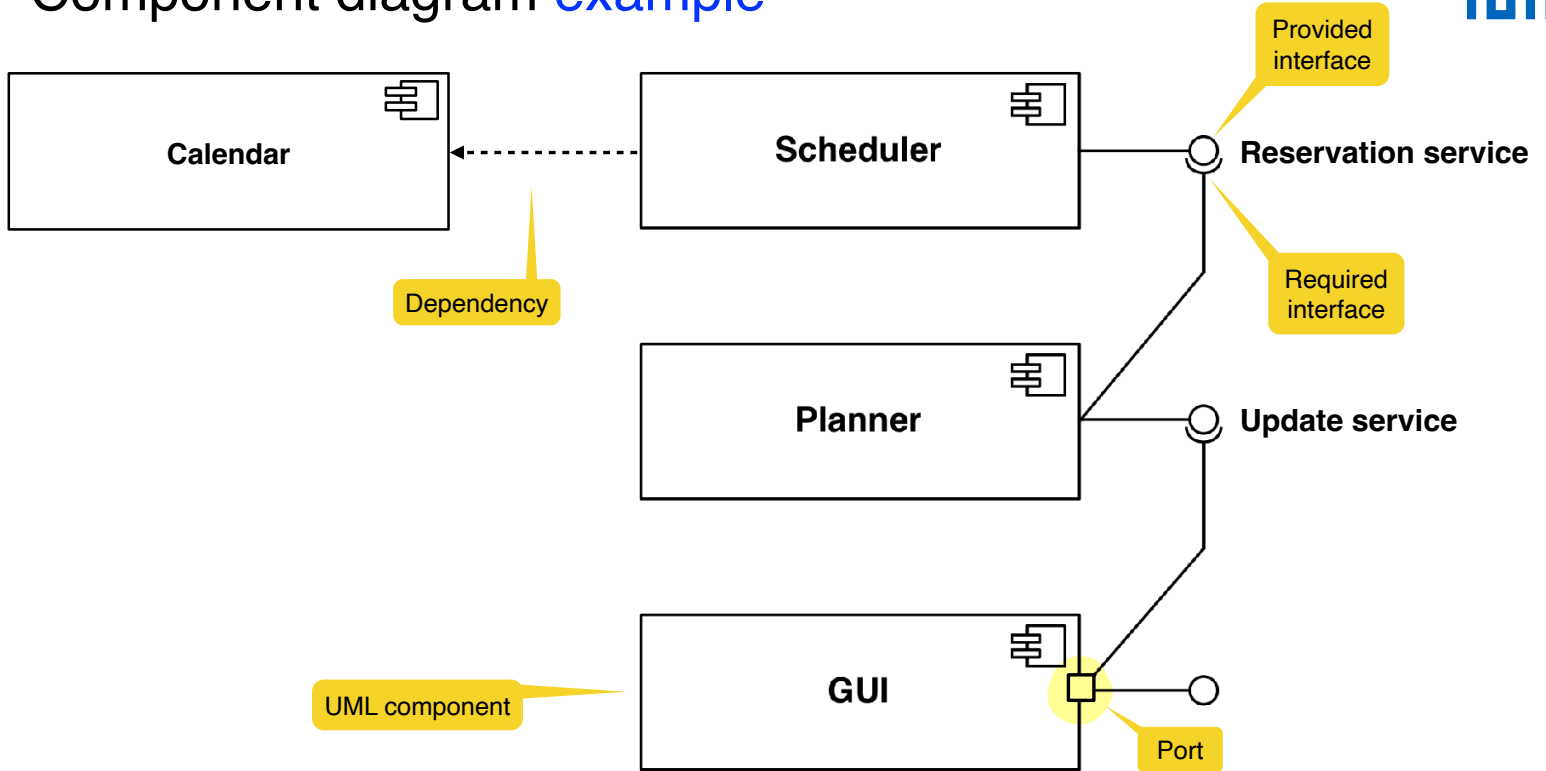 Component diagram example
Provided
interface
Calendar
Scheduler
Reservation service
Dependency
Required
interface
Planner
Update service
UML component
GUI
Port